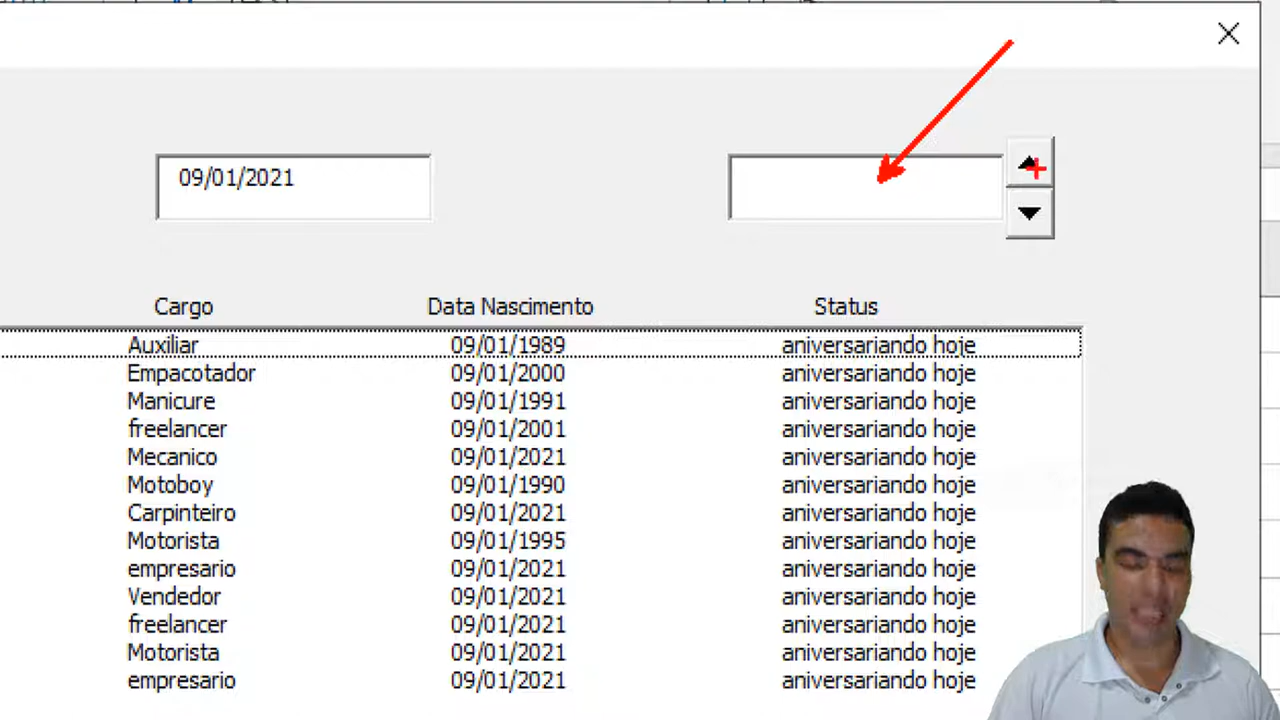 09/01/2021
Cargo Data Nascimento Status
Auxiliar 09/01/1989 aniversariando hoje
Empacotador 09/01/2000 aniversariando hoje
Manicure 09/01/1991 aniversariando hoje
freelancer 09/01/2001 aniversariando hoje
Mecanico 09/01/2021 aniversariando hoje
Motoboy 09/01/1990 aniversariando hoje
Carpinteiro 09/01/2021 aniversariando hoje
Motorista 09/01/1995 aniversariando hoje
empresario 09/01/2021 aniversariando hoje
Vendedor 09/01/2021 aniversariando hoje
freelancer 09/01/2021 aniversariando hoje
Motorista 09/01/2021 aniversariando hoje
empresario 09/01/2021 aniversariando hoje